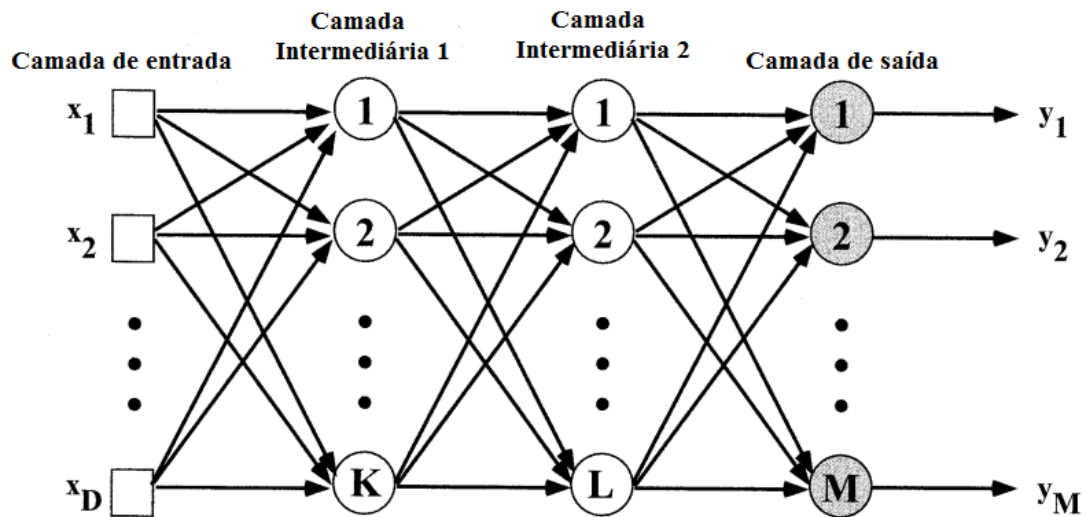 Camada de entrada
Camada
Intermediária 1
Camada
Intermediária 2
Camada de saída
x1 1 1 1 y1
x2 2 2 2 y2
xD K L M yM